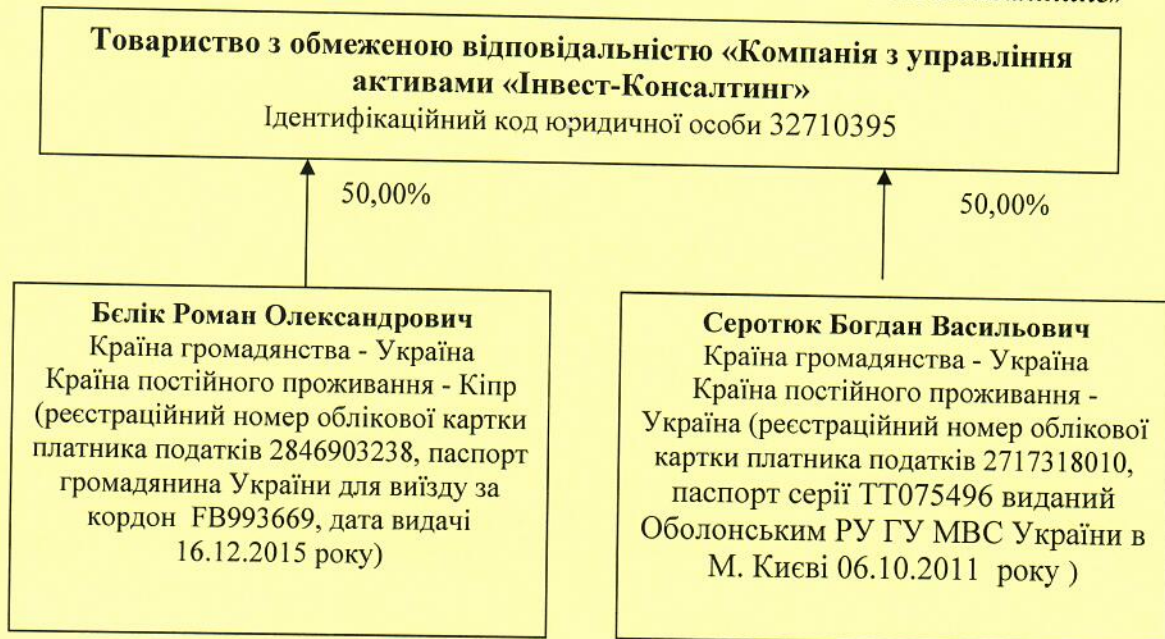 Товариство з обмеженою відповідальністю «Компанія з управління
активами «Інвест-Консалтинг»
Ідентифікаційний код юридичної особи 32710395
50,00%
50,00%
Бєлік Роман Олександрович
Країна громадянства - Україна
Країна постійного проживання - Кіпр
(реєстраційний номер облікової картки
платника податків 2846903238, паспорт
громадянина України для виїзду за
кордон FB993669, дата видачі
16.12.2015 року)
Серотюк Богдан Васильович
Країна громадянства - Україна
Країна постійного проживання -
Україна (реєстраційний номер облікової
картки платника податків 2717318010,
паспорт серії ТТ075496 виданий
Оболонським РУ ГУ МВС України в
М. Києві 06.10.2011 року )